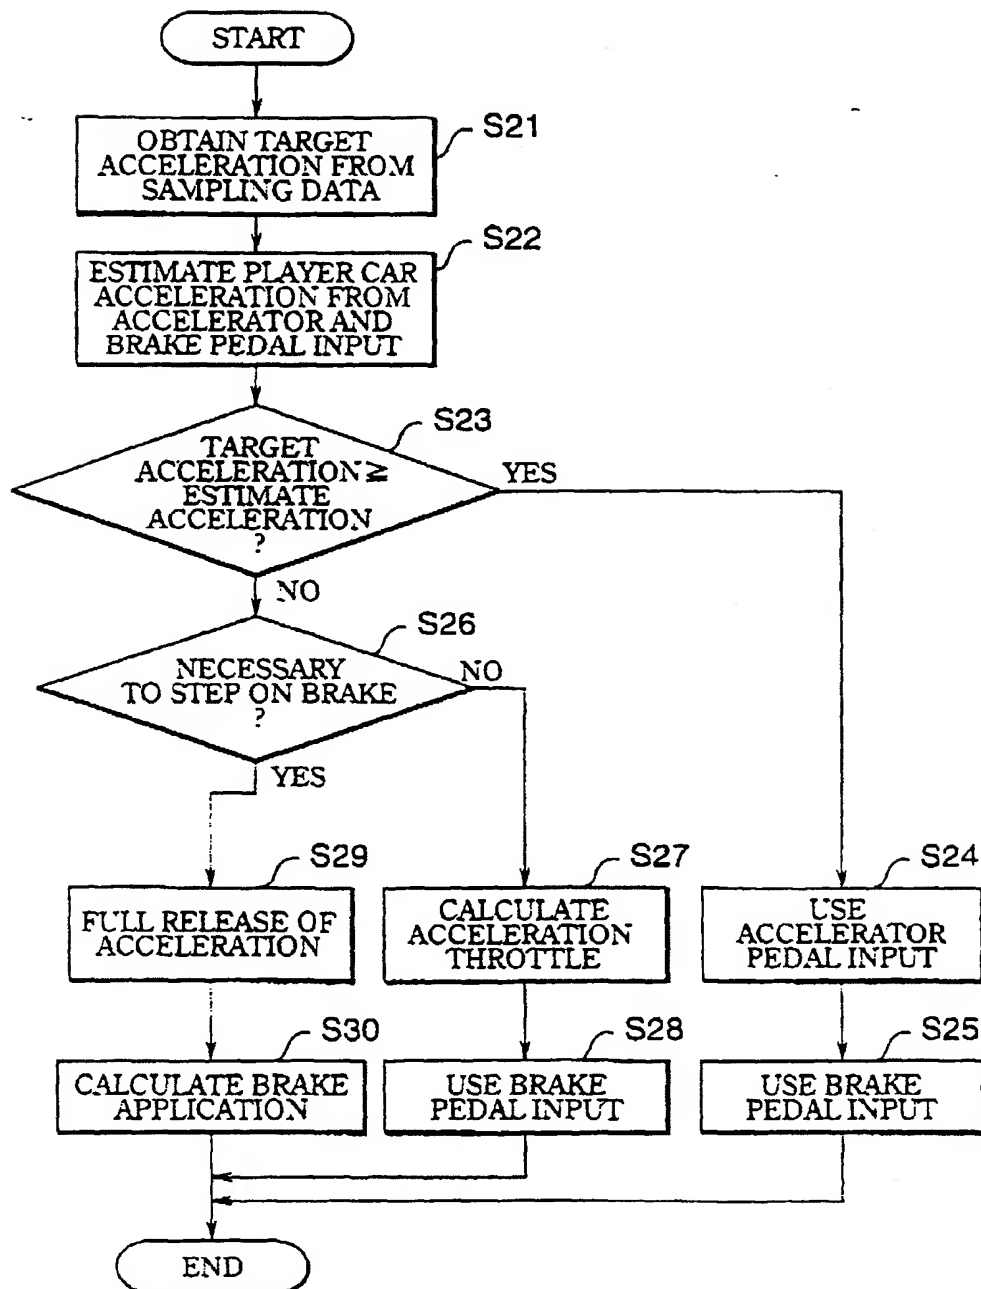 START
S21
OBTAIN TARGET
ACCELERATION FROM
SAMPLING DATA
S22
ESTIMATE PLAYER CAR
ACCELERATION FROM
ACCELERATOR AND
BRAKE PEDAL INPUT
S23
TARGET
ACCELERATION ≧
ESTIMATE
ACCELERATION
?
YES
NO
S26
NECESSARY
TO STEP ON BRAKE
?
NO
YES
S29
FULL RELEASE OF
ACCELERATION
S27
CALCULATE
ACCELERATION
THROTTLE
S24
USE
ACCELERATOR
PEDAL INPUT
S30
CALCULATE BRAKE
APPLICATION
S28
USE BRAKE
PEDAL INPUT
S25
USE BRAKE
PEDAL INPUT
END